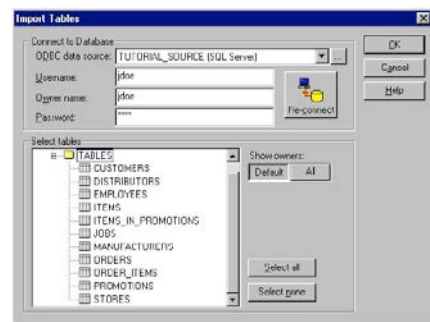 Import Tables
Connect to Database
ODBC data source: TUTORIAL_SOURCE (SQL Server) ...
Username: jdoe
Owner name: jdoe
Password: ****
Re-connect
OK
Cancel
Help
Select tables
TABLES
CUSTOMERS
DISTRIBUTORS
EMPLOYEES
ITEMS
ITEMS_IN_PROMOTIONS
JOBS
MANUFACTURERS
ORDERS
ORDER_ITEMS
PROMOTIONS
STORES
Show owners:
Default All
Select all
Select none